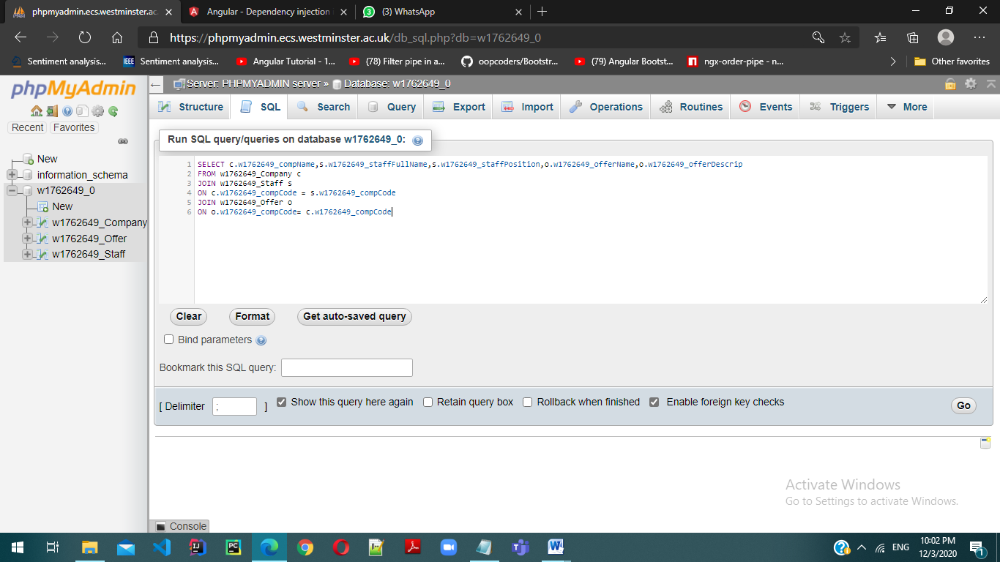 phpmyadmin.ecs.westminster.ac.
Angular - Dependency injection
(3) WhatsApp
https://phpmyadmin.ecs.westminster.ac.uk/db_sql.php?db=w1762649_0
Sentiment analysis...
IEEE Sentiment analysis...
Angular Tutorial - 1...
(78) Filter pipe in a...
oopcoders/Bootstr...
(79) Angular Bootst...
ngx-order-pipe - n...
Other favorites
phpMyAdmin
Recent Favorites
New
information_schema
w1762649_0
New
w1762649_Company
w1762649_Offer
w1762649_Staff
Server: PHPMYADMIN server » Database: w1762649_0
Structure SQL Search Query Export Import Operations Routines Events Triggers More
Run SQL query/queries on database w1762649_0:
1 SELECT c.w1762649_compName,s.w1762649_staffFullName,s.w1762649_staffPosition,o.w1762649_offerName,o.w1762649_offerDescrip
2 FROM w1762649_Company c
3 JOIN w1762649_Staff s
4 ON c.w1762649_compCode = s.w1762649_compCode
5 JOIN w1762649_Offer o
6 ON o.w1762649_compCode= c.w1762649_compCode
Clear Format Get auto-saved query
Bind parameters
Bookmark this SQL query:
[ Delimiter ; ] Show this query here again Retain query box Rollback when finished Enable foreign key checks Go
Activate Windows
Go to Settings to activate Windows.
Console
ENG
10:02 PM
12/3/2020
1